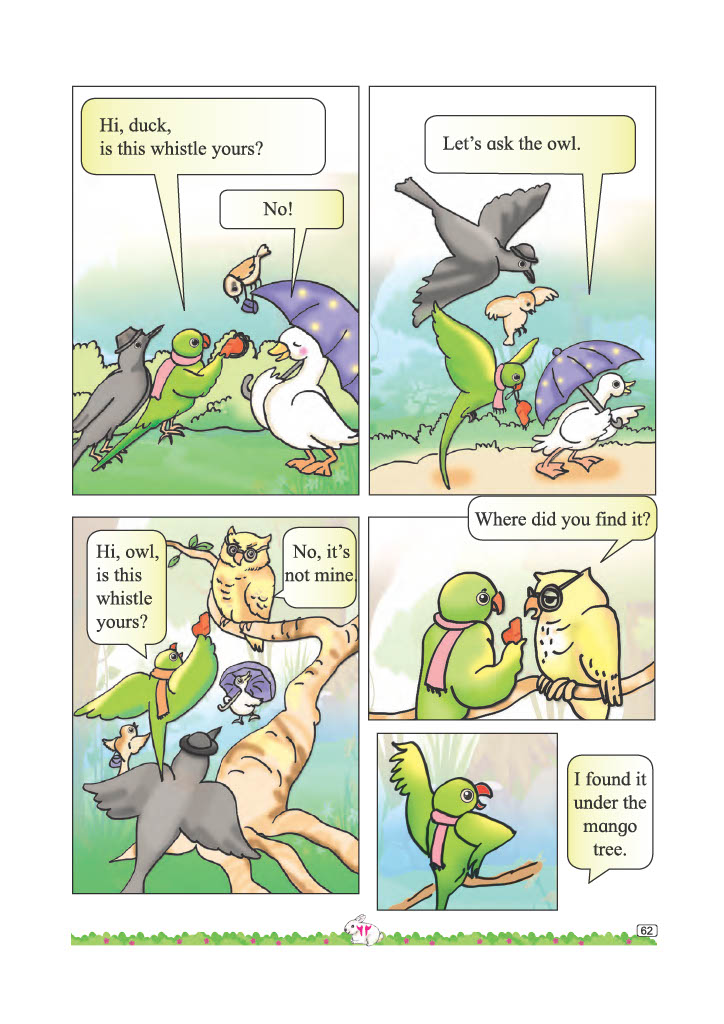 Hi, duck,
is this whistle yours?
No!
Let's ask the owl.
Hi, owl,
is this
whistle
yours?
No, it's
not mine.
Where did you find it?
I found it
under the
mango
tree.
٦٢
62